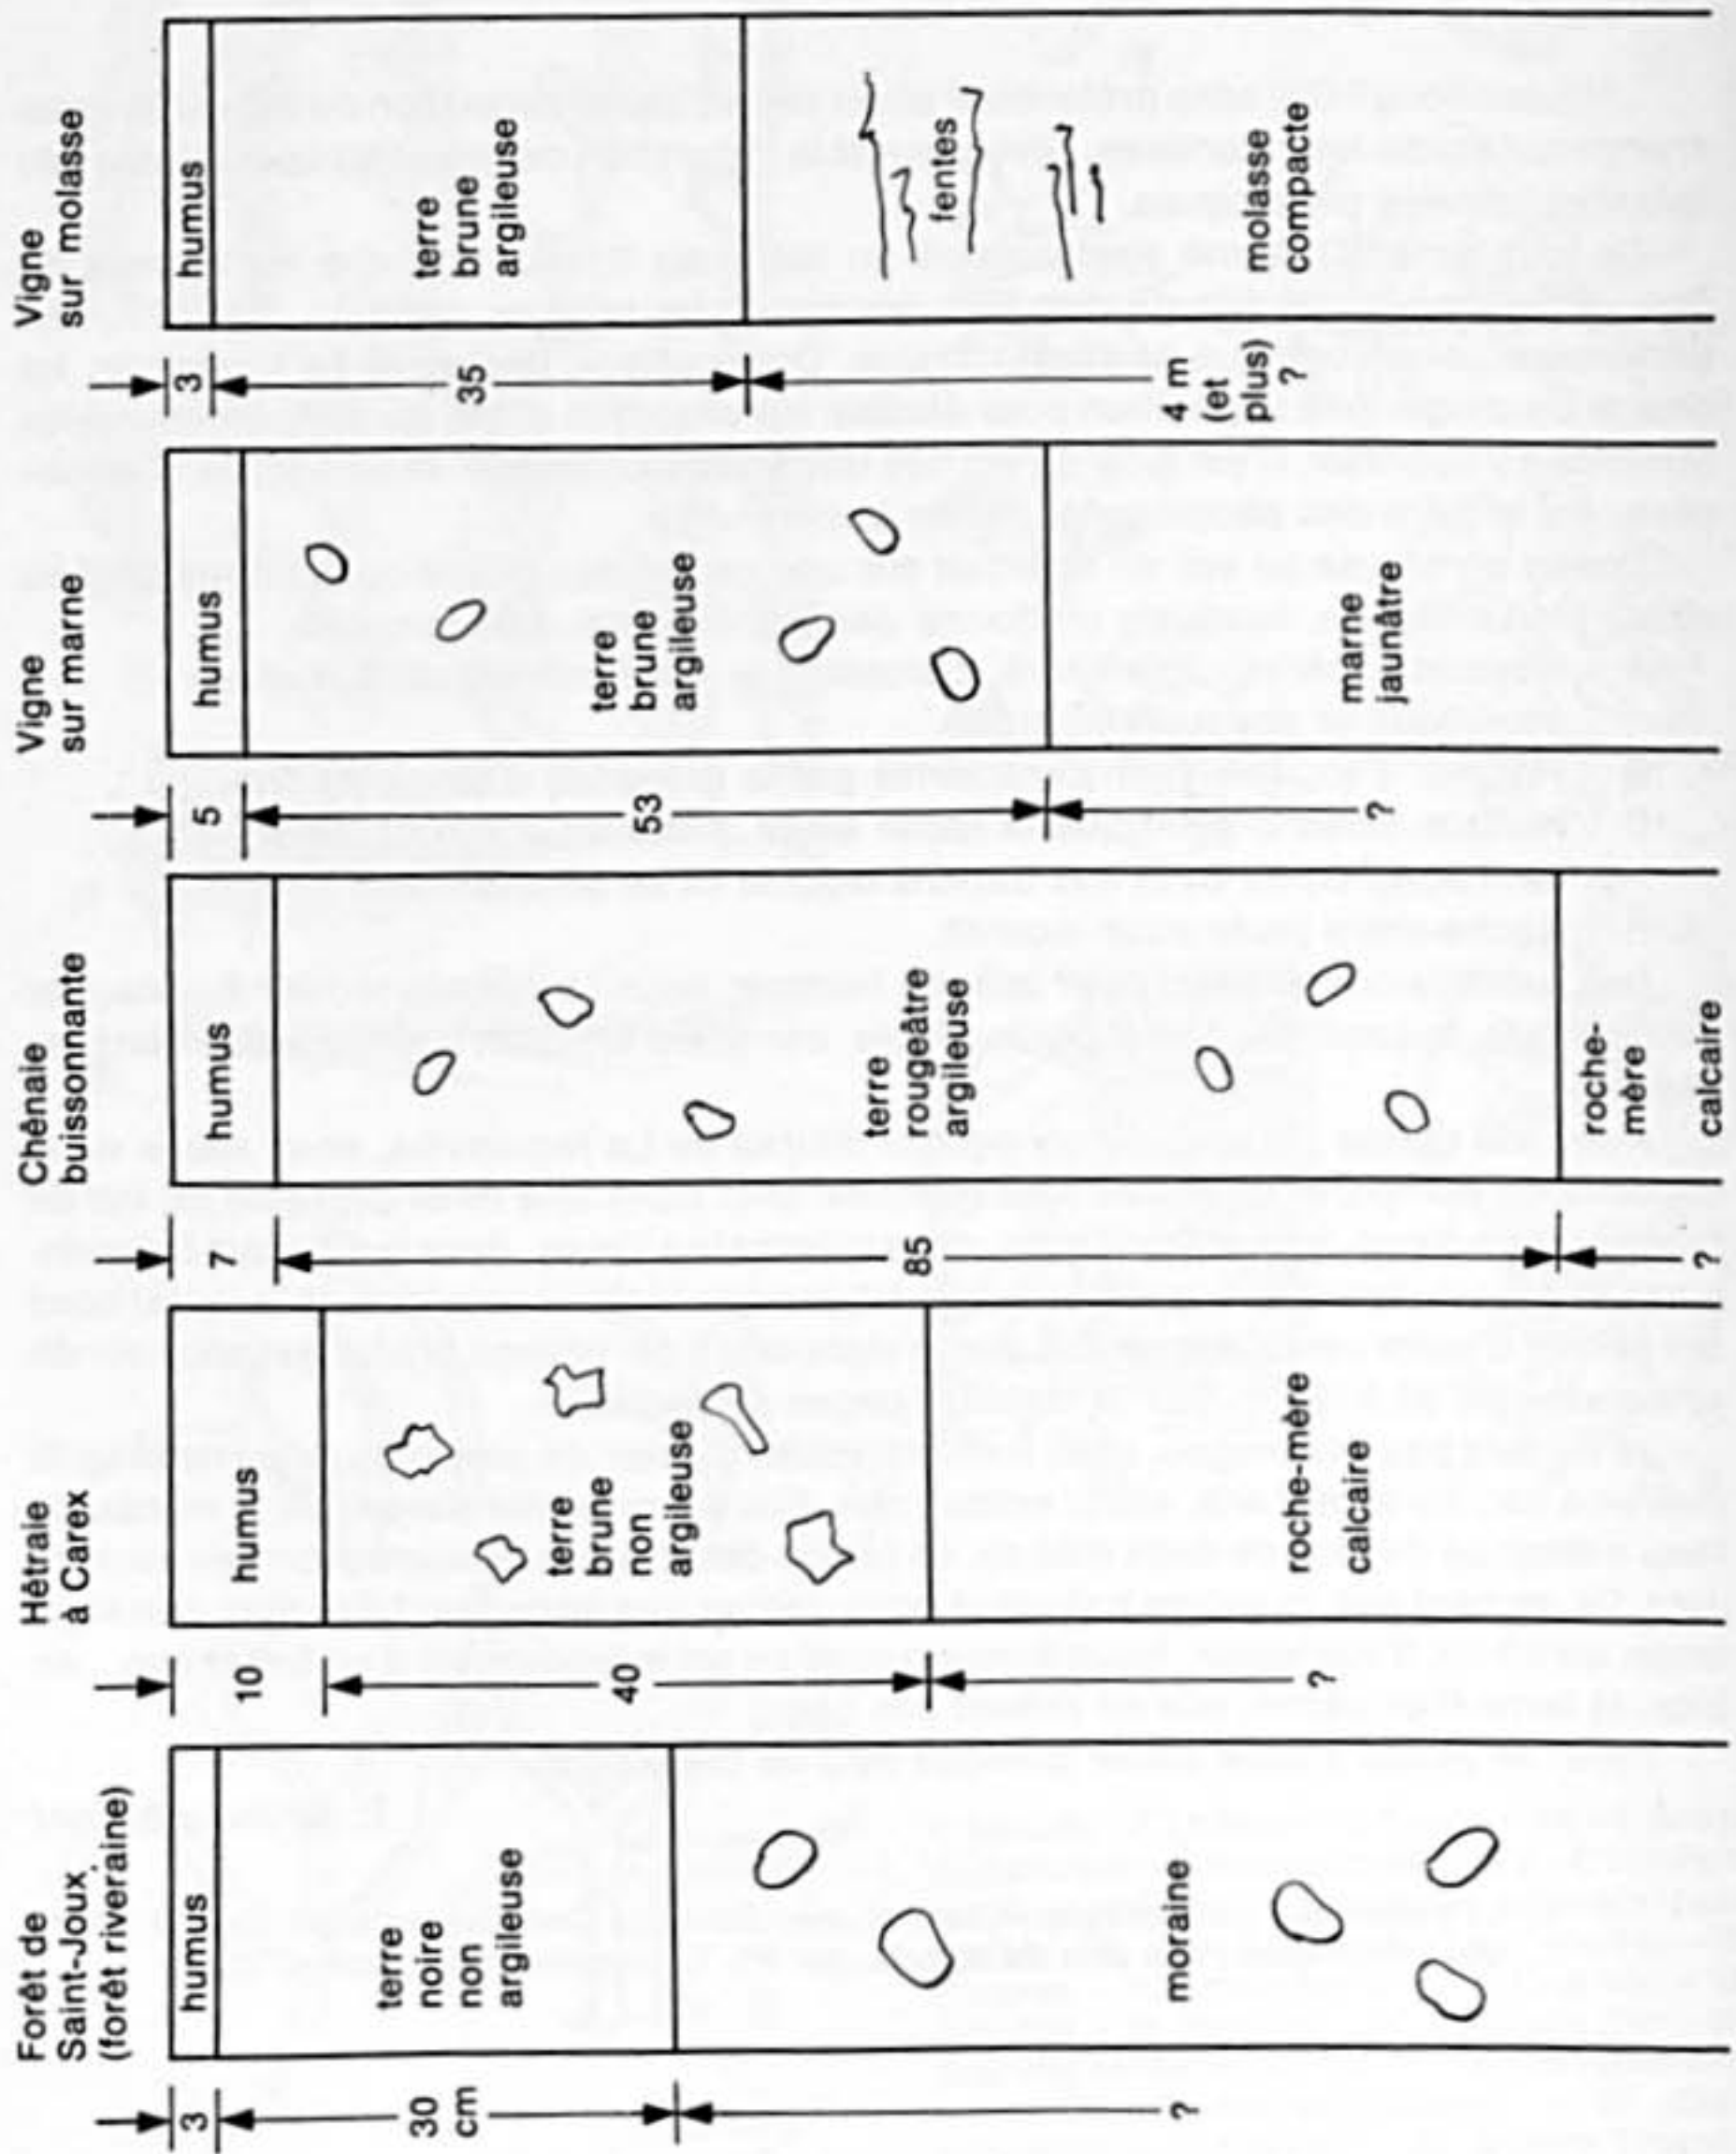 Forêt de
Saint-Joux
(forêt riveraine)
3
humus
30
cm
terre
noire
non
argileuse
?
moraine
Hêtraie
à Carex
10
humus
40
terre
brune
non
argileuse
?
roche-mère
calcaire
Chênaie
buissonnante
7
humus
85
terre
rougeâtre
argileuse
?
roche-
mère
calcaire
Vigne
sur marne
5
humus
53
terre
brune
argileuse
?
marne
jaunâtre
Vigne
sur molasse
3
humus
35
terre
brune
argileuse
4 m
(et
plus)
?
fentes
molasse
compacte